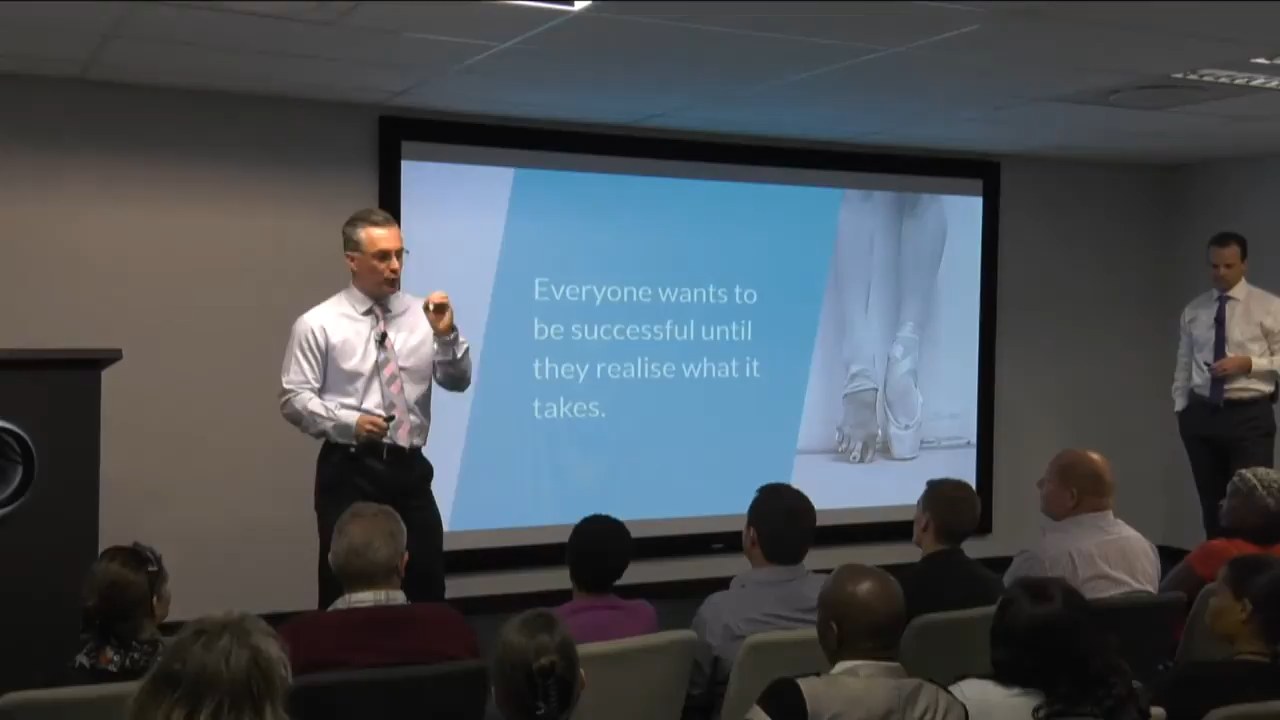 Everyone wants to
be successful until
they realise what it
takes.